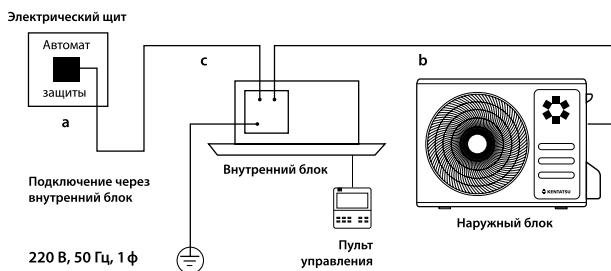 Электрический щит
Автомат
защиты
a
c
b
Внутренний блок
Подключение через
внутренний блок
KENTATSU
Наружный блок
Пульт
управления
220 В, 50 Гц, 1 ф